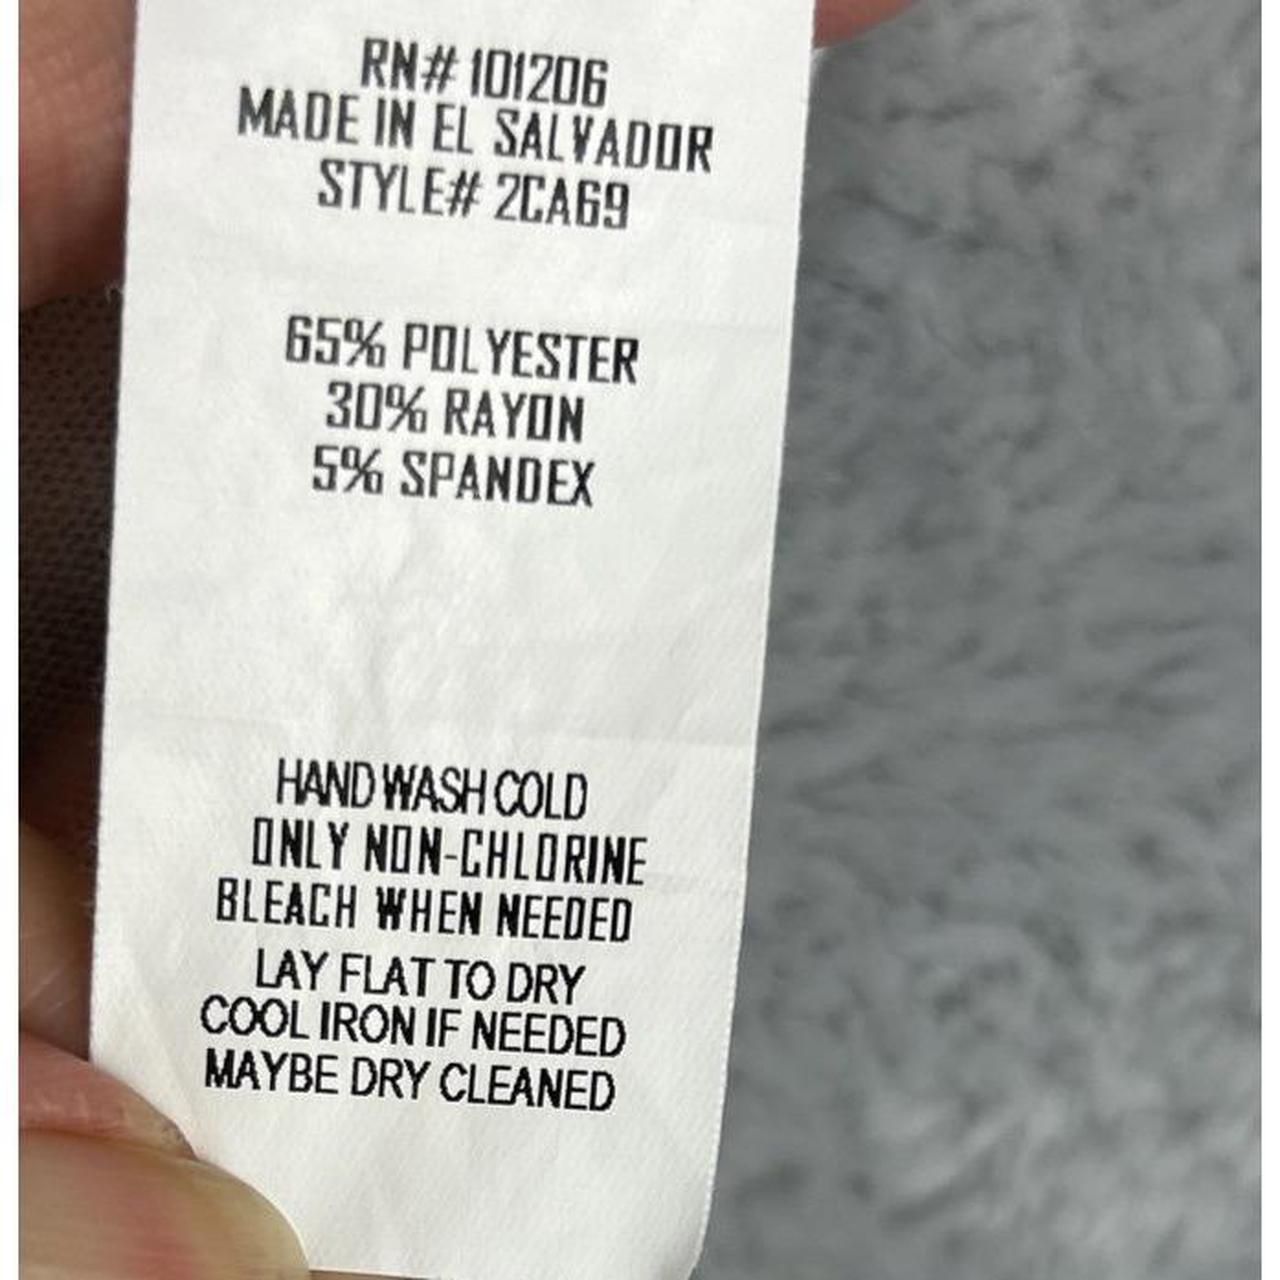 RN# 101206
MADE IN EL SALVADOR
STYLE# 2CA69
65% POLYESTER
30% RAYON
5% SPANDEX
HAND WASH COLD
ONLY NON-CHLORINE
BLEACH WHEN NEEDED
LAY FLAT TO DRY
COOL IRON IF NEEDED
MAYBE DRY CLEANED